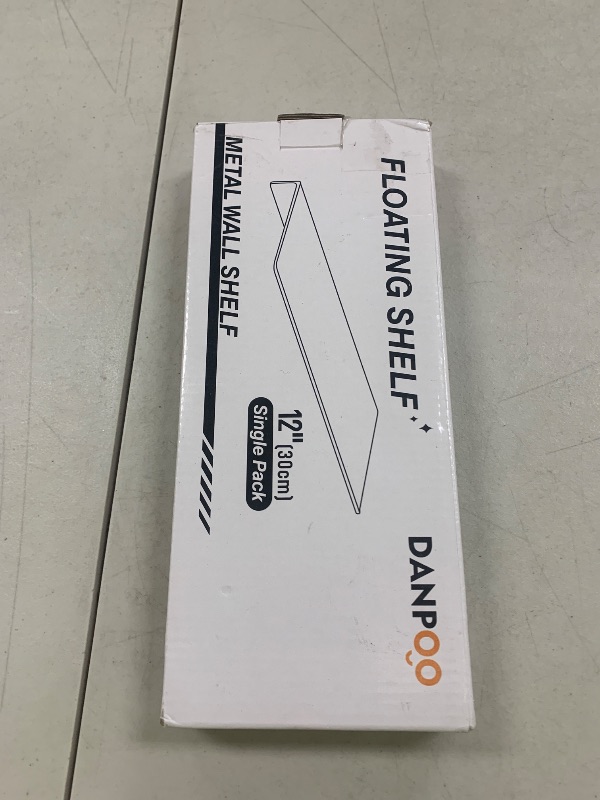 FLOATING SHELF
DANPOO
12" (30cm)
Single Pack
METAL WALL SHELF